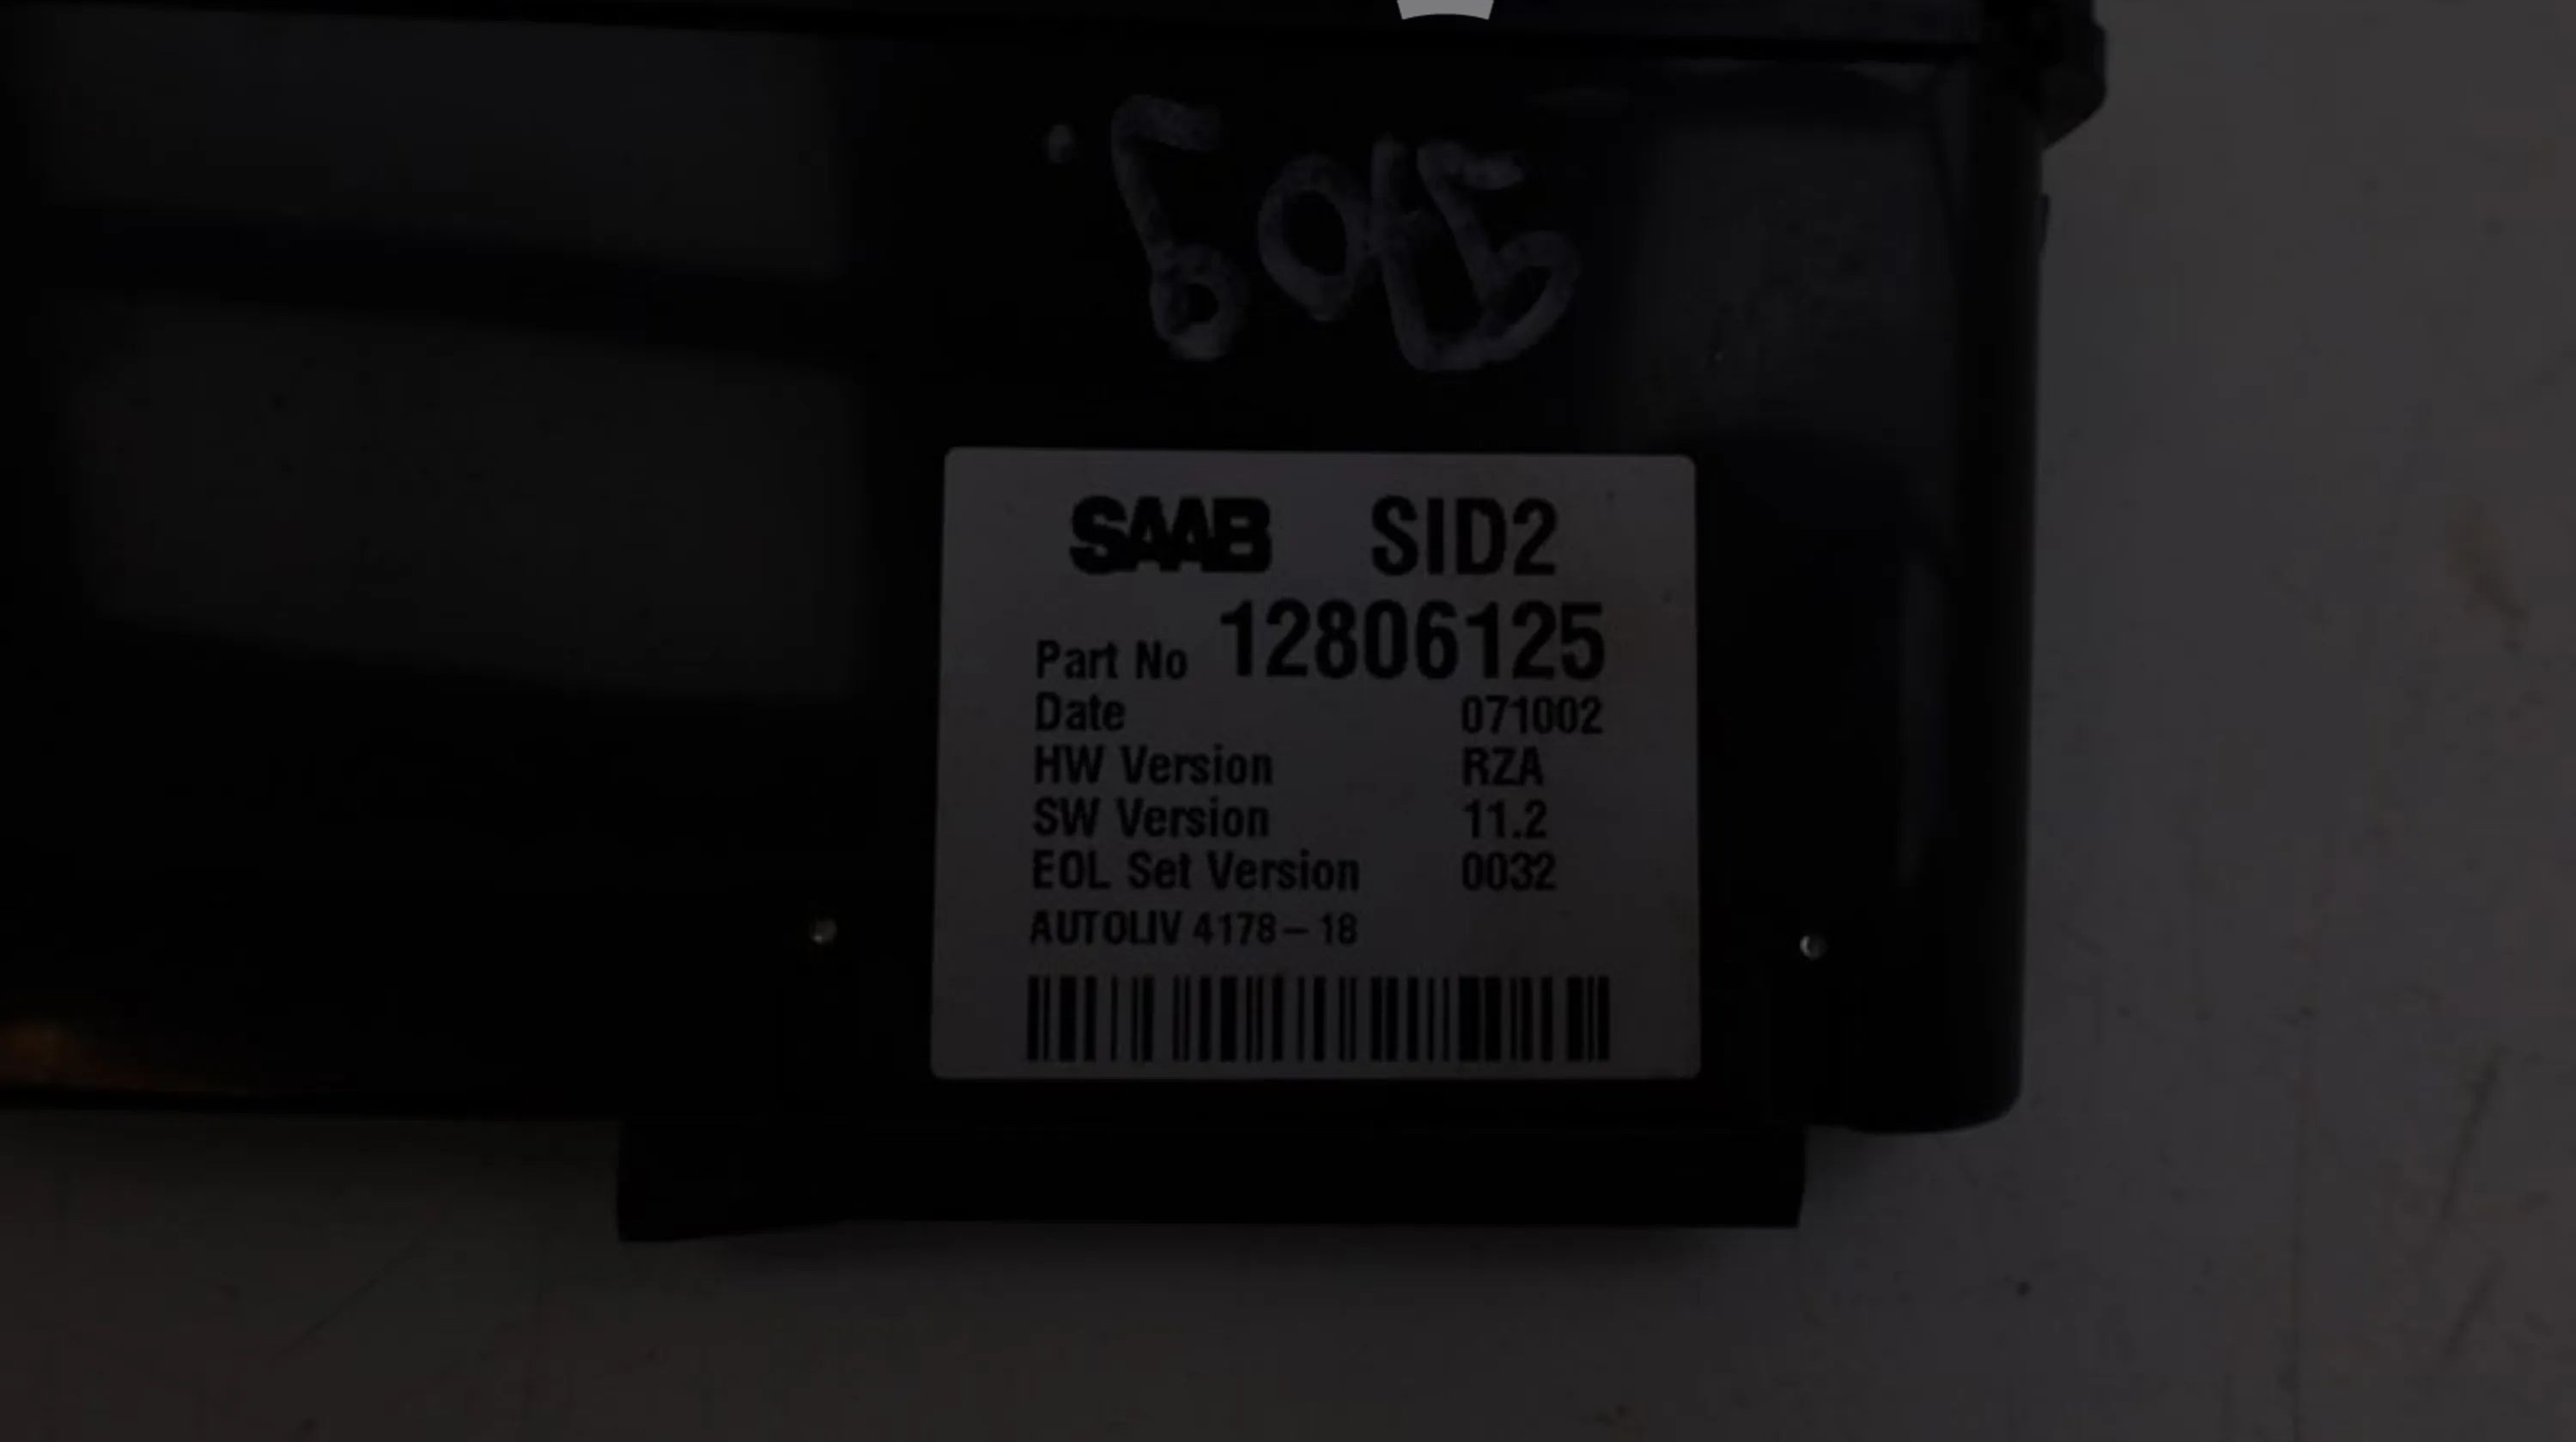 SAAB SID2
Part No 12806125
Date 071002
HW Version RZA
SW Version 11.2
EOL Set Version 0032
AUTOLIV 4178-18